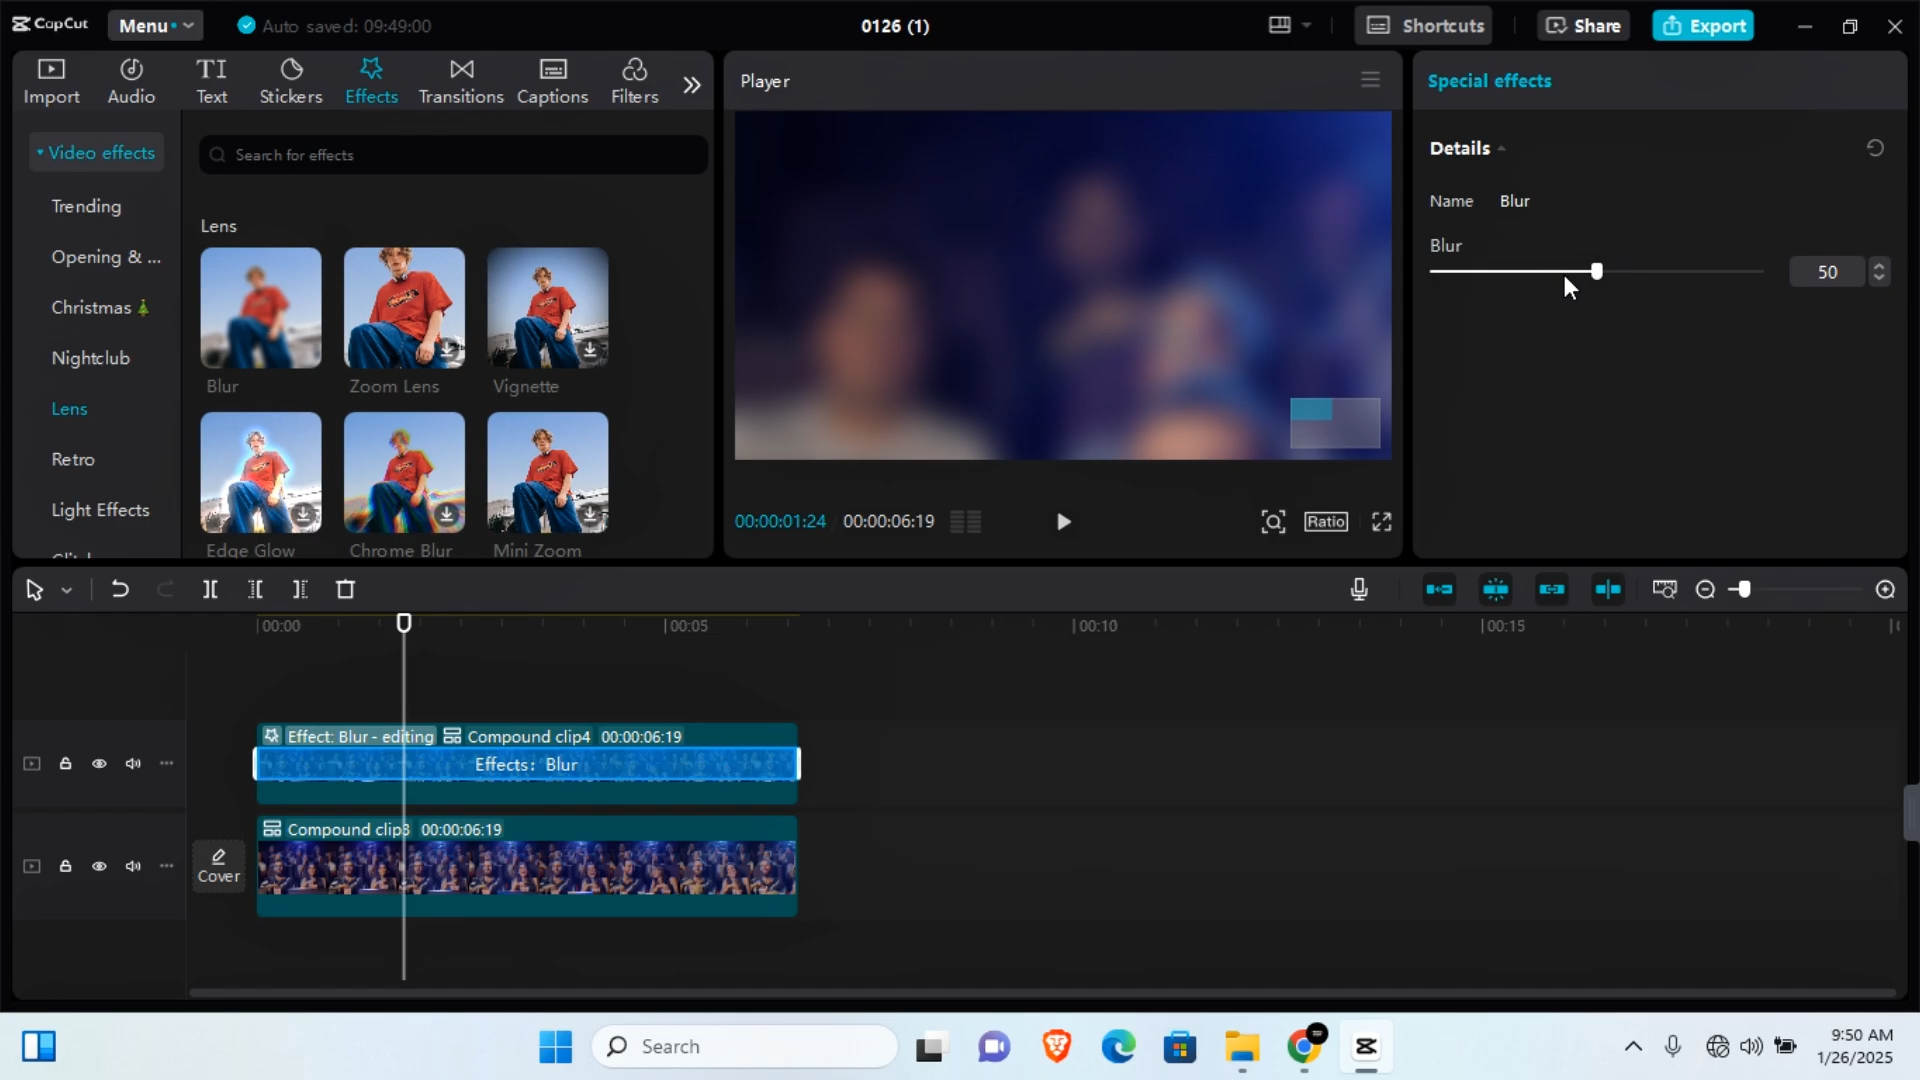 CapCut
Menu
Auto saved: 09:49:00
0126 (1)
Shortcuts
Share
Export
Import
Audio
TI
Text
Stickers
Effects
Transitions
Captions
Filters
Video effects
Trending
Opening & ...
Christmas
Nightclub
Lens
Retro
Light Effects
Search for effects
Lens
Blur
Zoom Lens
Vignette
Edge Glow
Chrome Blur
Mini Zoom
Player
00:00:01:24
00:00:06:19
Ratio
Special effects
Details
Name Blur
Blur
50
00:00
00:05
00:10
00:15
Effect: Blur - editing
Compound clip4 00:00:06:19
Effects: Blur
Cover
Compound clip3 00:00:06:19
Search
9:50 AM
1/26/2025